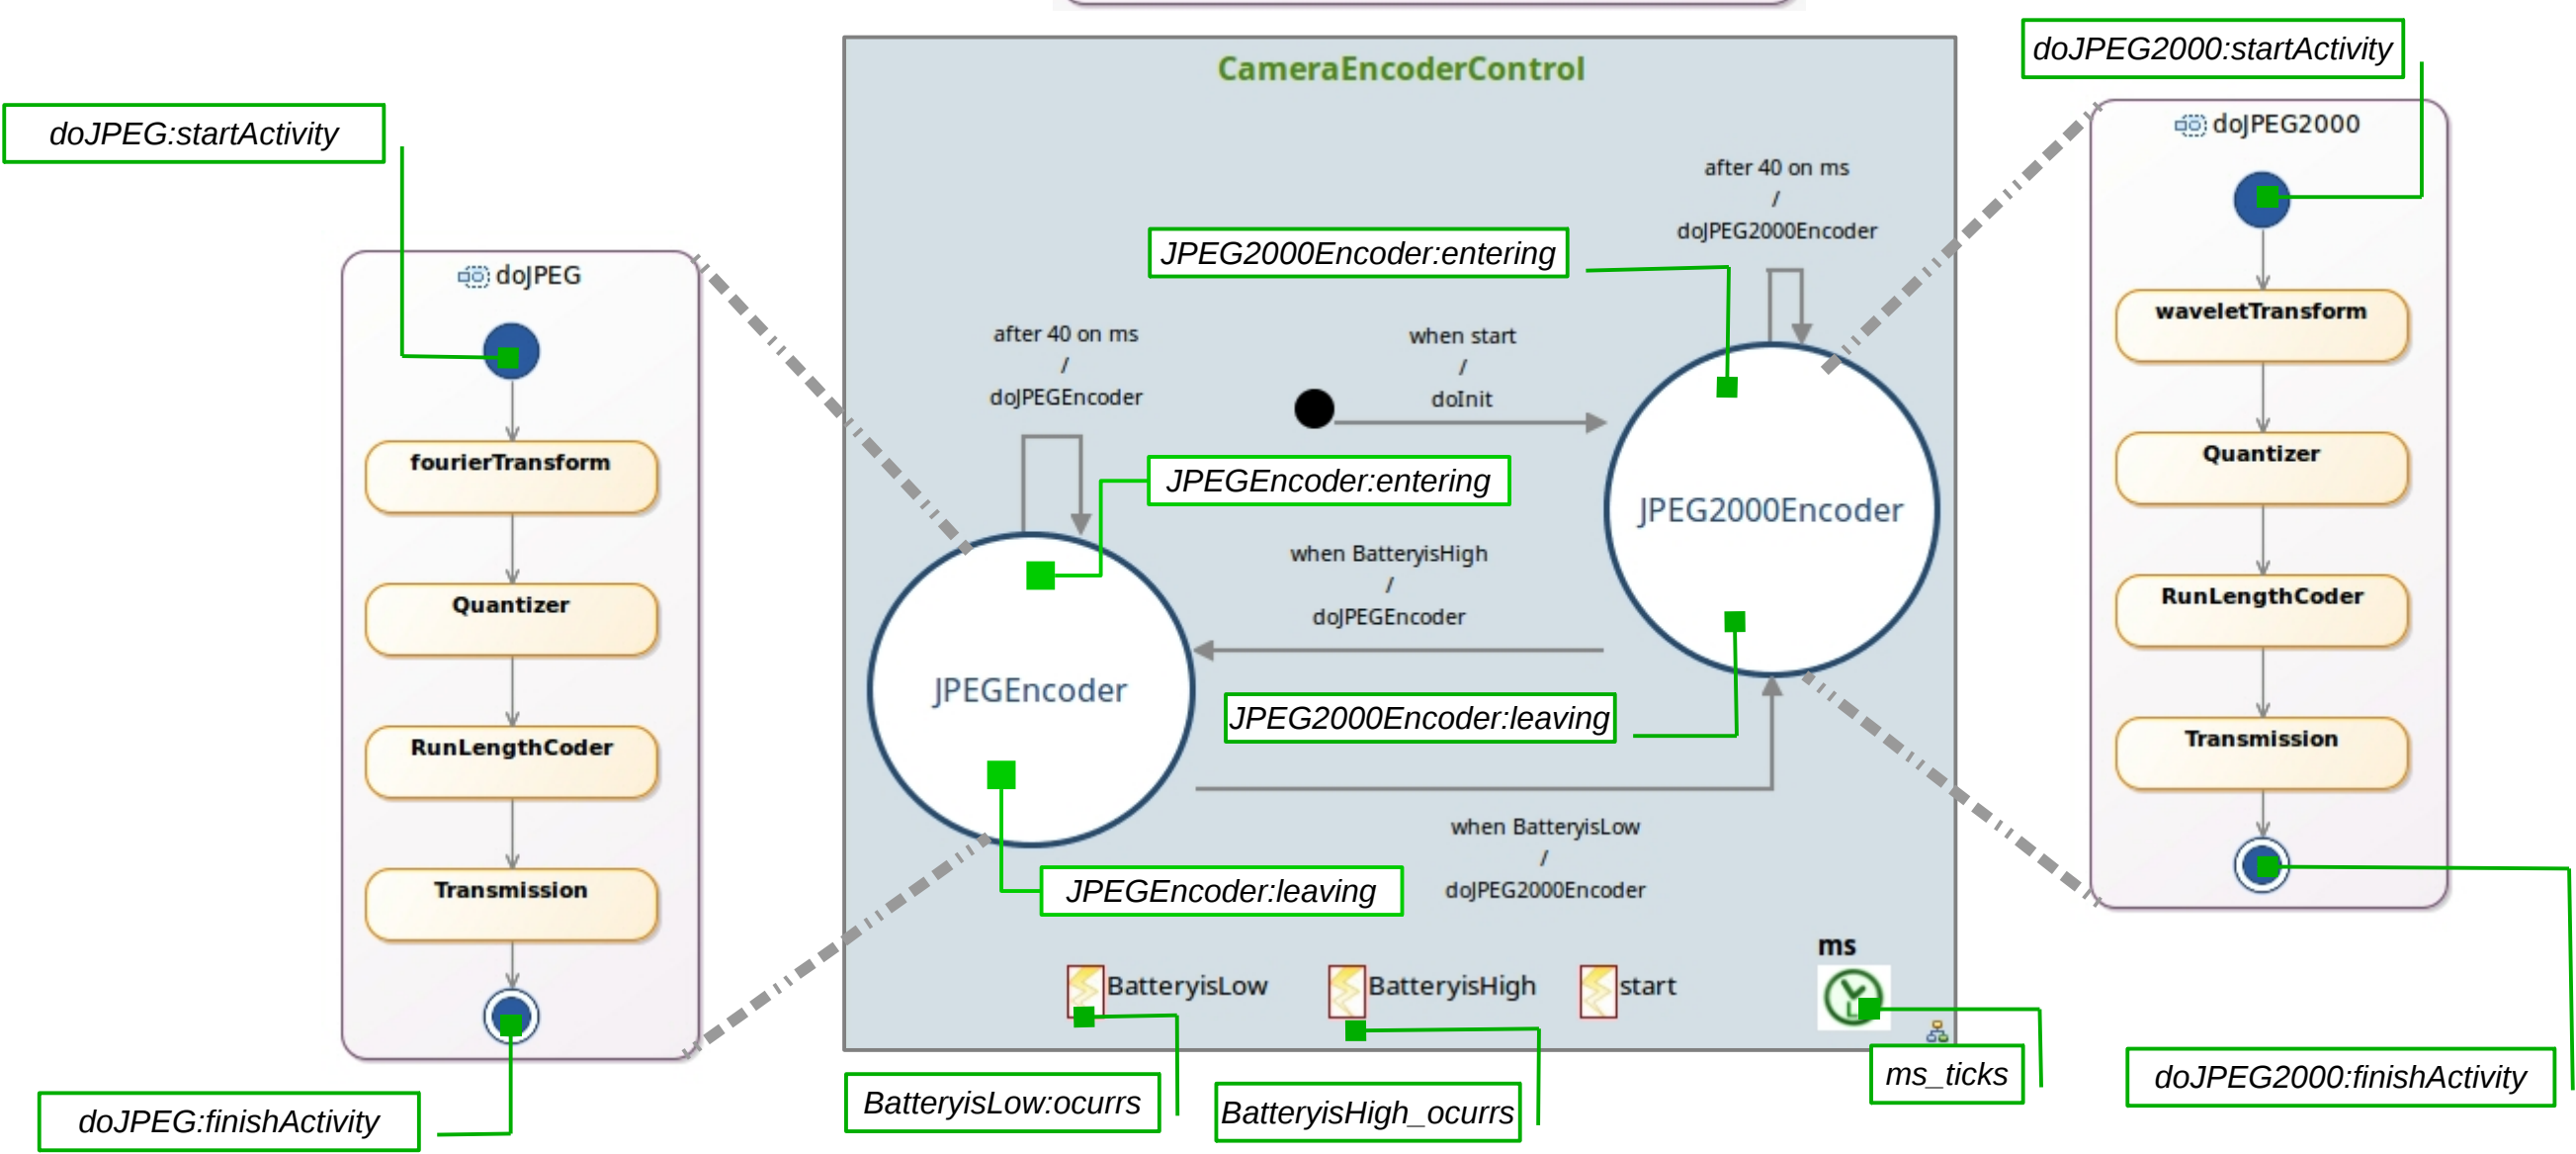 CameraEncoderControl
doJPEG2000:startActivity
doJPEG:startActivity
doJPEG
fourierTransform
Quantizer
RunLengthCoder
Transmission
doJPEG:finishActivity
after 40 on ms
/
doJPEG2000Encoder
JPEG2000Encoder:entering
after 40 on ms
/
doJPEGEncoder
when start
/
doInit
JPEGEncoder:entering
JPEG2000Encoder
when BatteryisHigh
/
doJPEGEncoder
JPEGEncoder
JPEG2000Encoder:leaving
when BatteryisLow
/
doJPEG2000Encoder
JPEGEncoder:leaving
ms
BatteryisLow
BatteryisHigh
start
BatteryisLow:ocurrs
BatteryisHigh_ocurrs
ms_ticks
doJPEG2000
waveletTransform
Quantizer
RunLengthCoder
Transmission
doJPEG2000:finishActivity